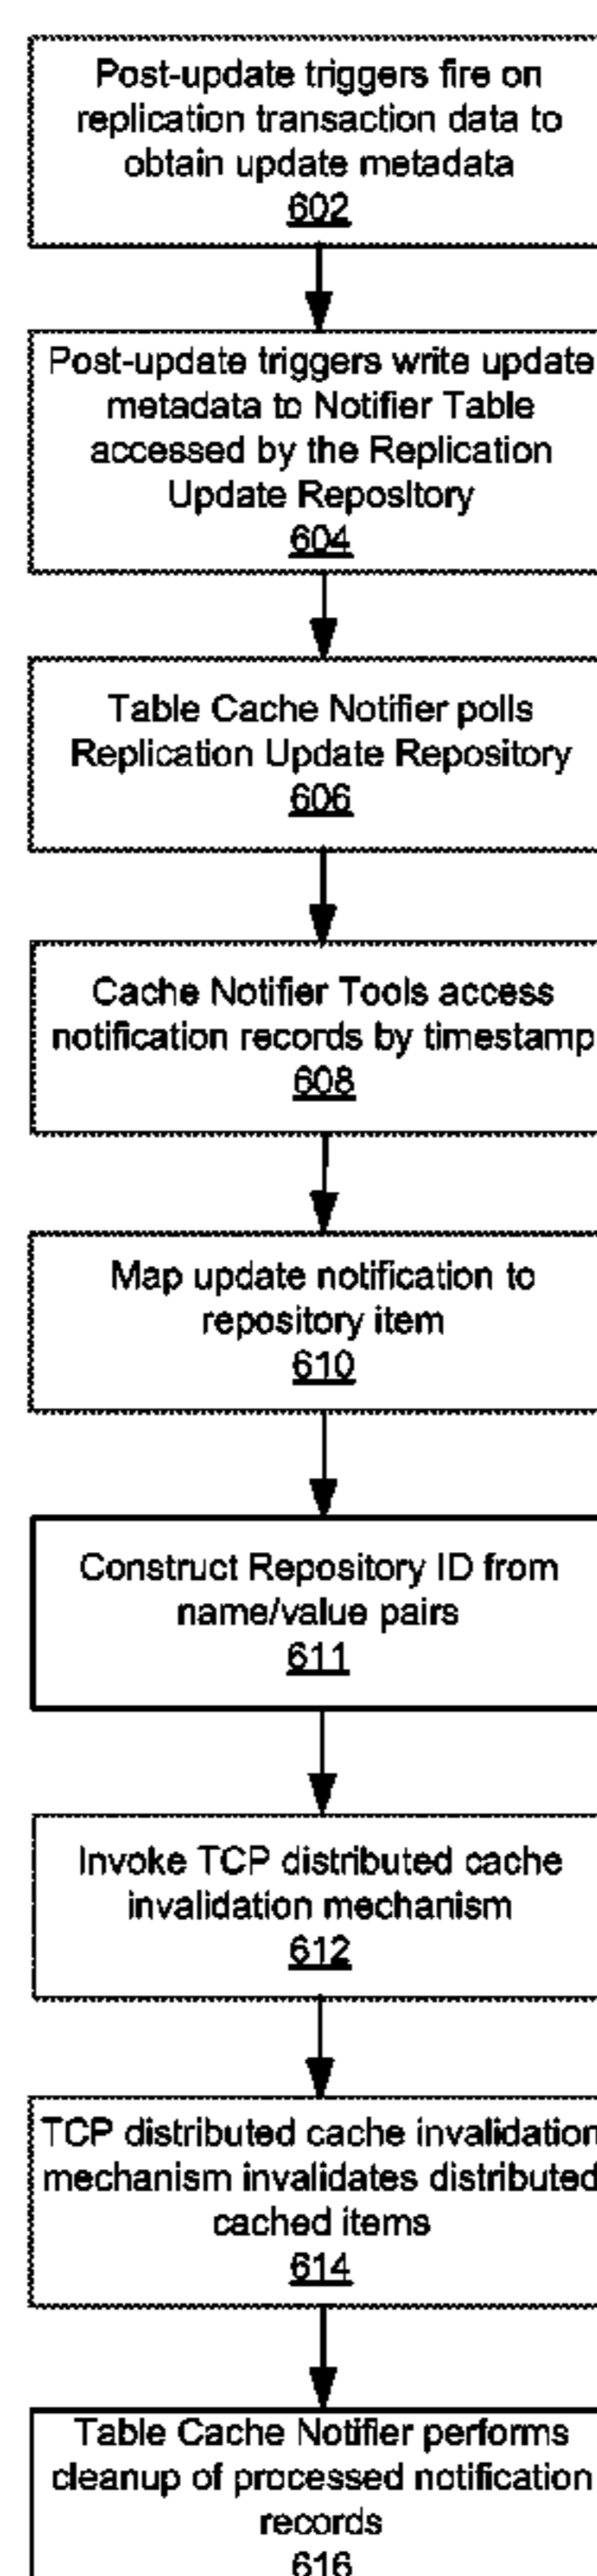 Post-update triggers fire on
replication transaction data to
obtain update metadata
602
Post-update triggers write update
metadata to Notifier Table
accessed by the Replication
Update Repository
604
Table Cache Notifier polls
Replication Update Repository
606
Cache Notifier Tools access
notification records by timestamp
608
Map update notification to
repository item
610
Construct Repository ID from
name/value pairs
611
Invoke TCP distributed cache
invalidation mechanism
612
TCP distributed cache invalidation
mechanism invalidates distributed
cached items
614
Table Cache Notifier performs
cleanup of processed notification
records
616